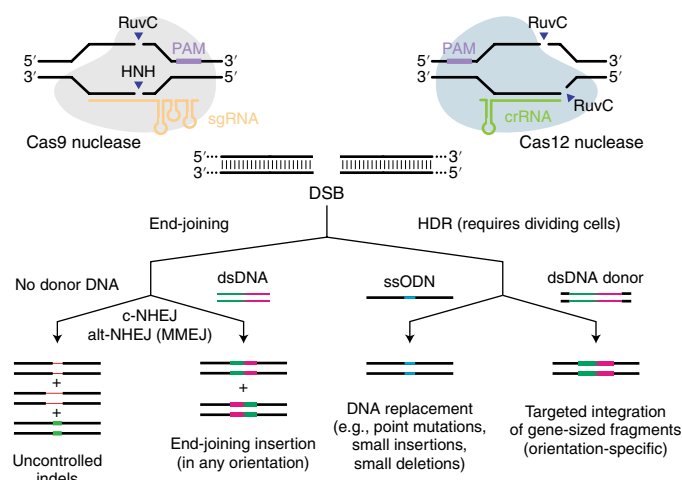 RuvC
PAM
5′
3′
3′
5′
HNH
sgRNA
Cas9 nuclease
RuvC
PAM
5′
3′
3′
5′
RuvC
crRNA
Cas12 nuclease
5′
3′
3′
5′
DSB
End-joining
HDR (requires dividing cells)
No donor DNA
dsDNA
ssODN
dsDNA donor
c-NHEJ
alt-NHEJ (MMEJ)
+
+
Uncontrolled
indels
+
End-joining insertion
(in any orientation)
DNA replacement
(e.g., point mutations,
small insertions,
small deletions)
Targeted integration
of gene-sized fragments
(orientation-specific)